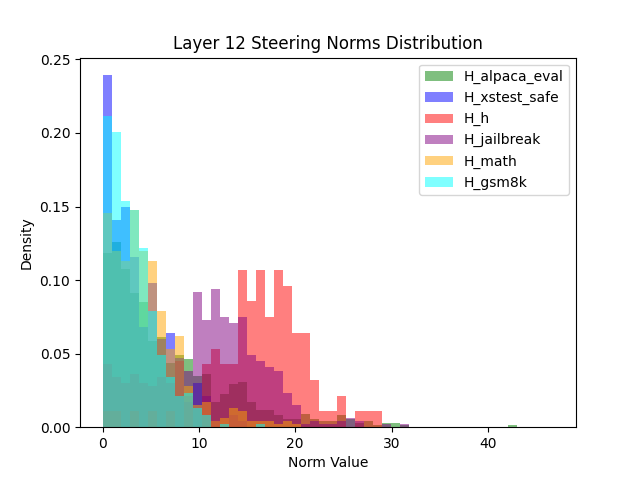 Layer 12 Steering Norms Distribution
H_alpaca_eval
H_xstest_safe
H_h
H_jailbreak
H_math
H_gsm8k
Density
0.25
0.20
0.15
0.10
0.05
0.00
0
10
20
30
40
Norm Value